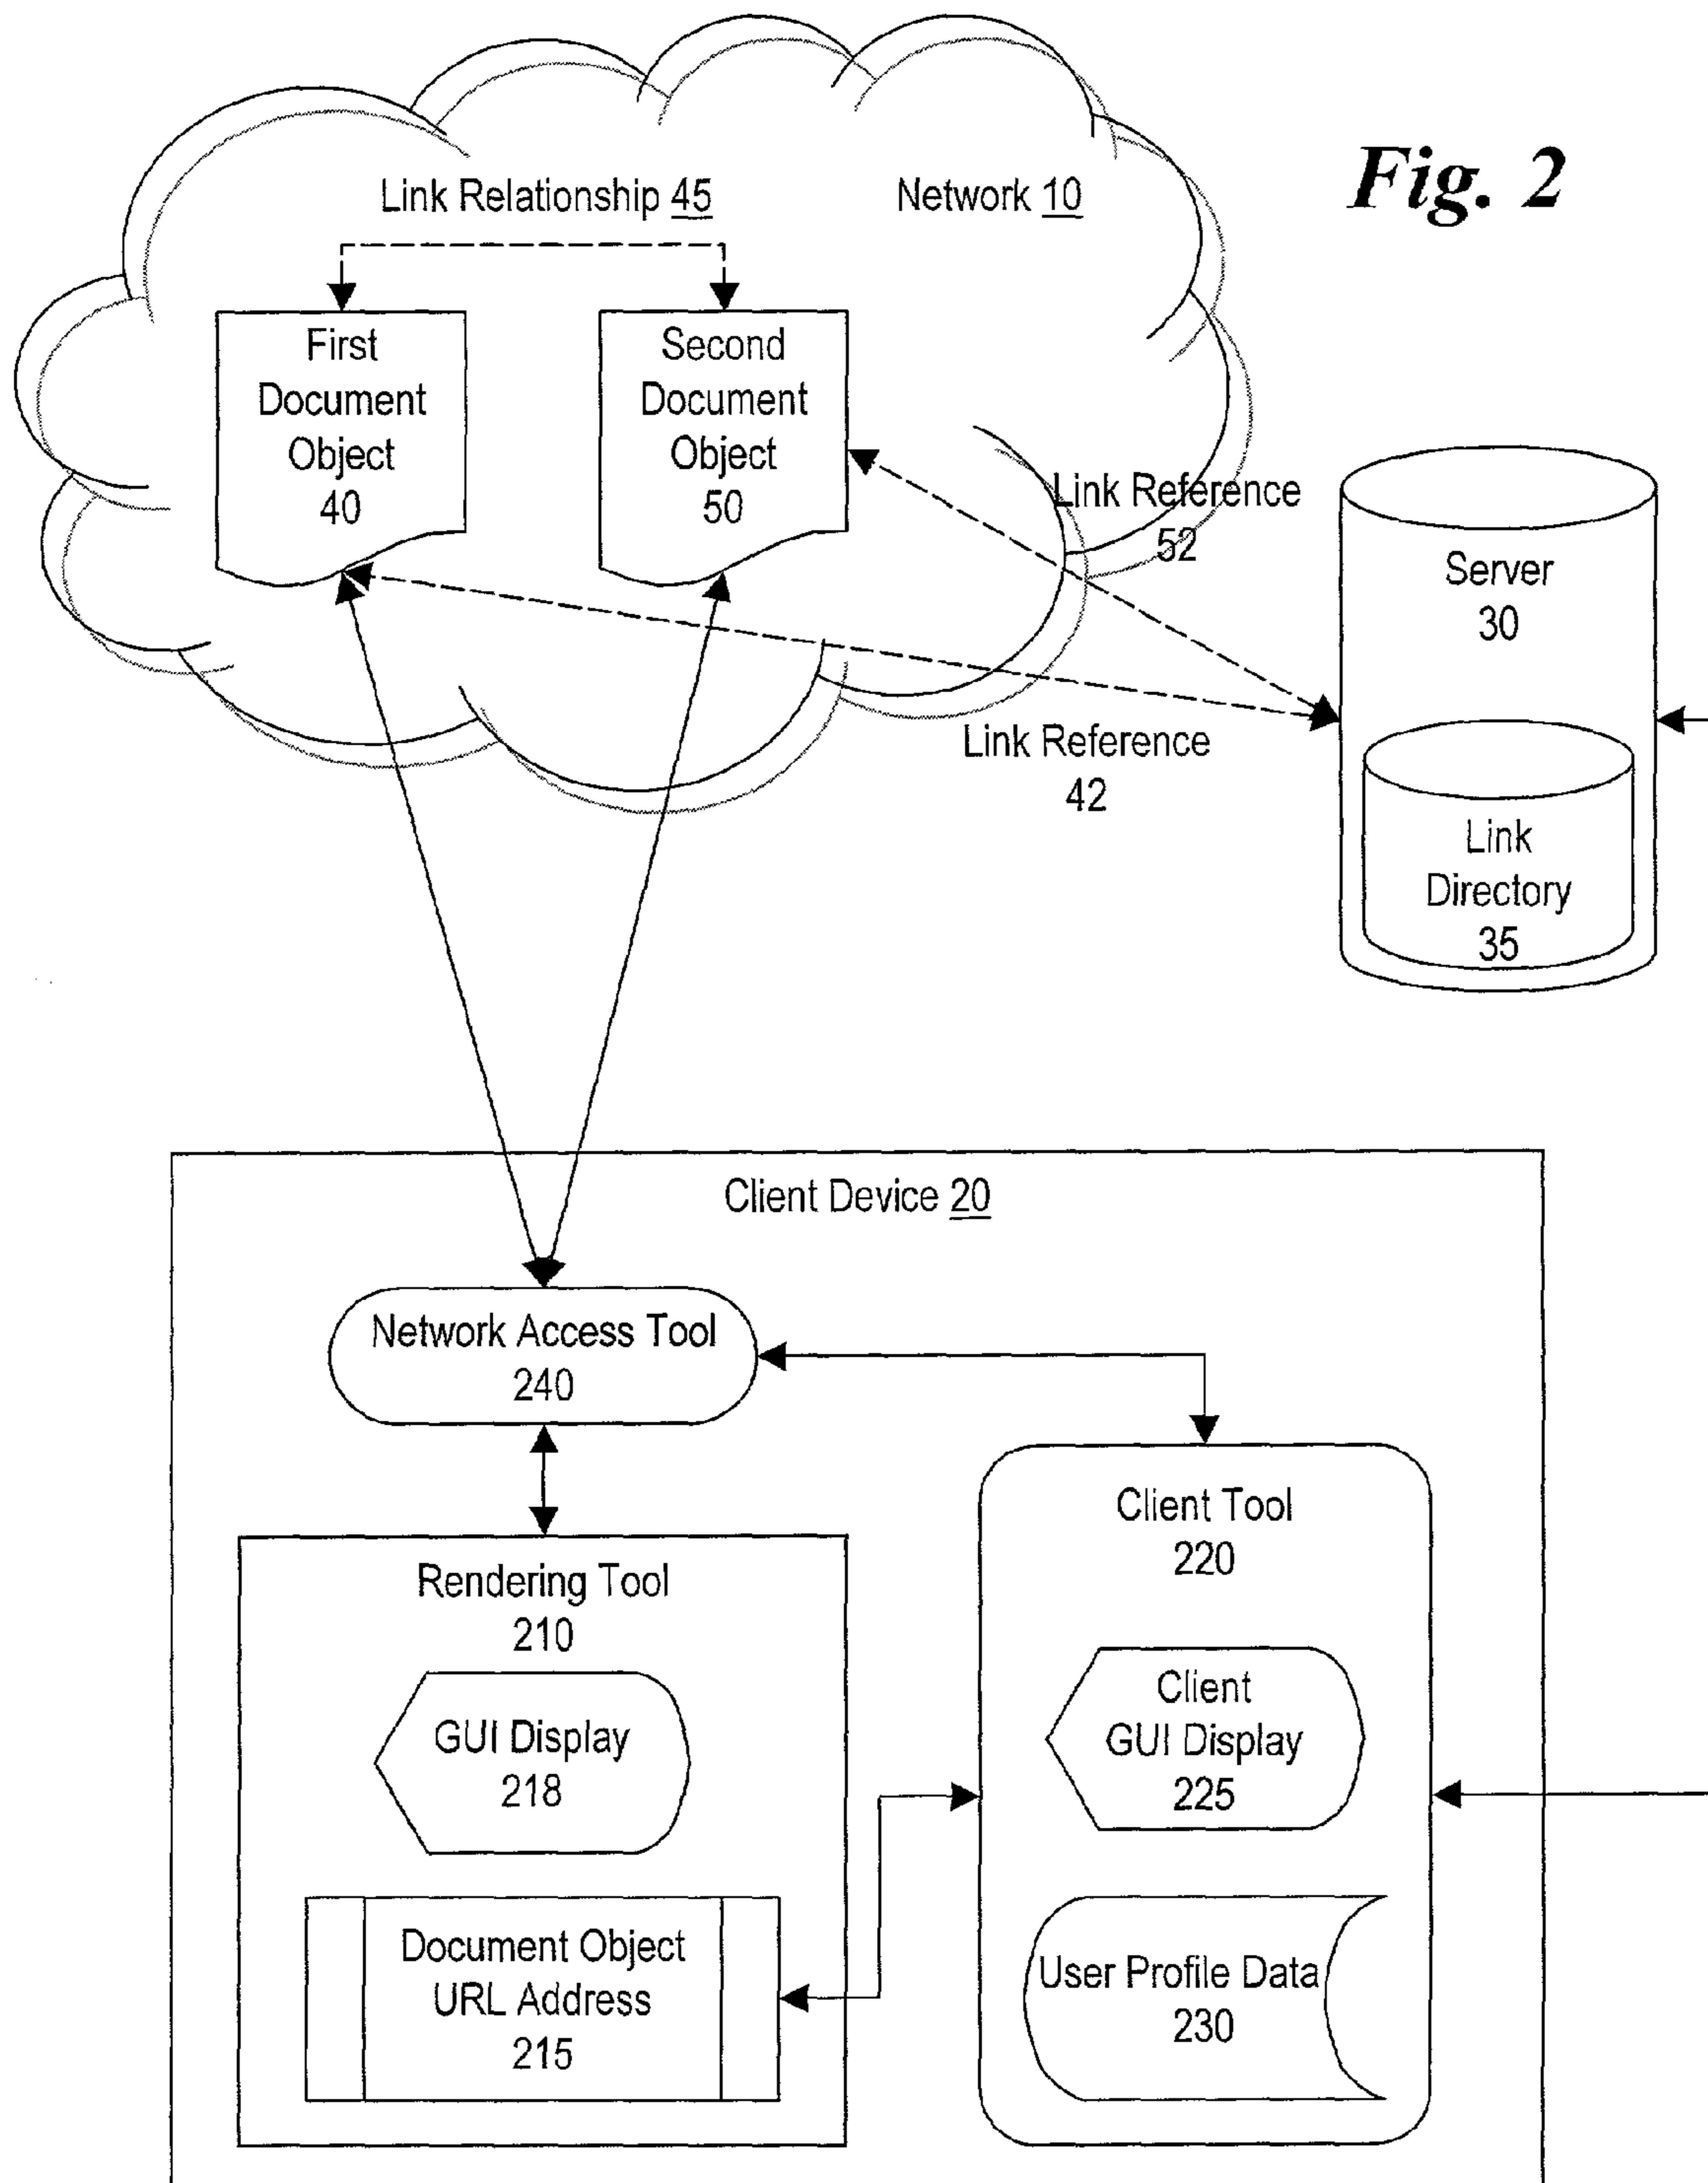 Fig. 2
Link Relationship 45
Network 10
First
Document
Object
40
Second
Document
Object
50
Link Reference
52
Server
30
Link Reference
42
Link
Directory
35
Client Device 20
Network Access Tool
240
Client Tool
220
Rendering Tool
210
Client
GUI Display
225
GUI Display
218
Document Object
URL Address
215
User Profile Data
230